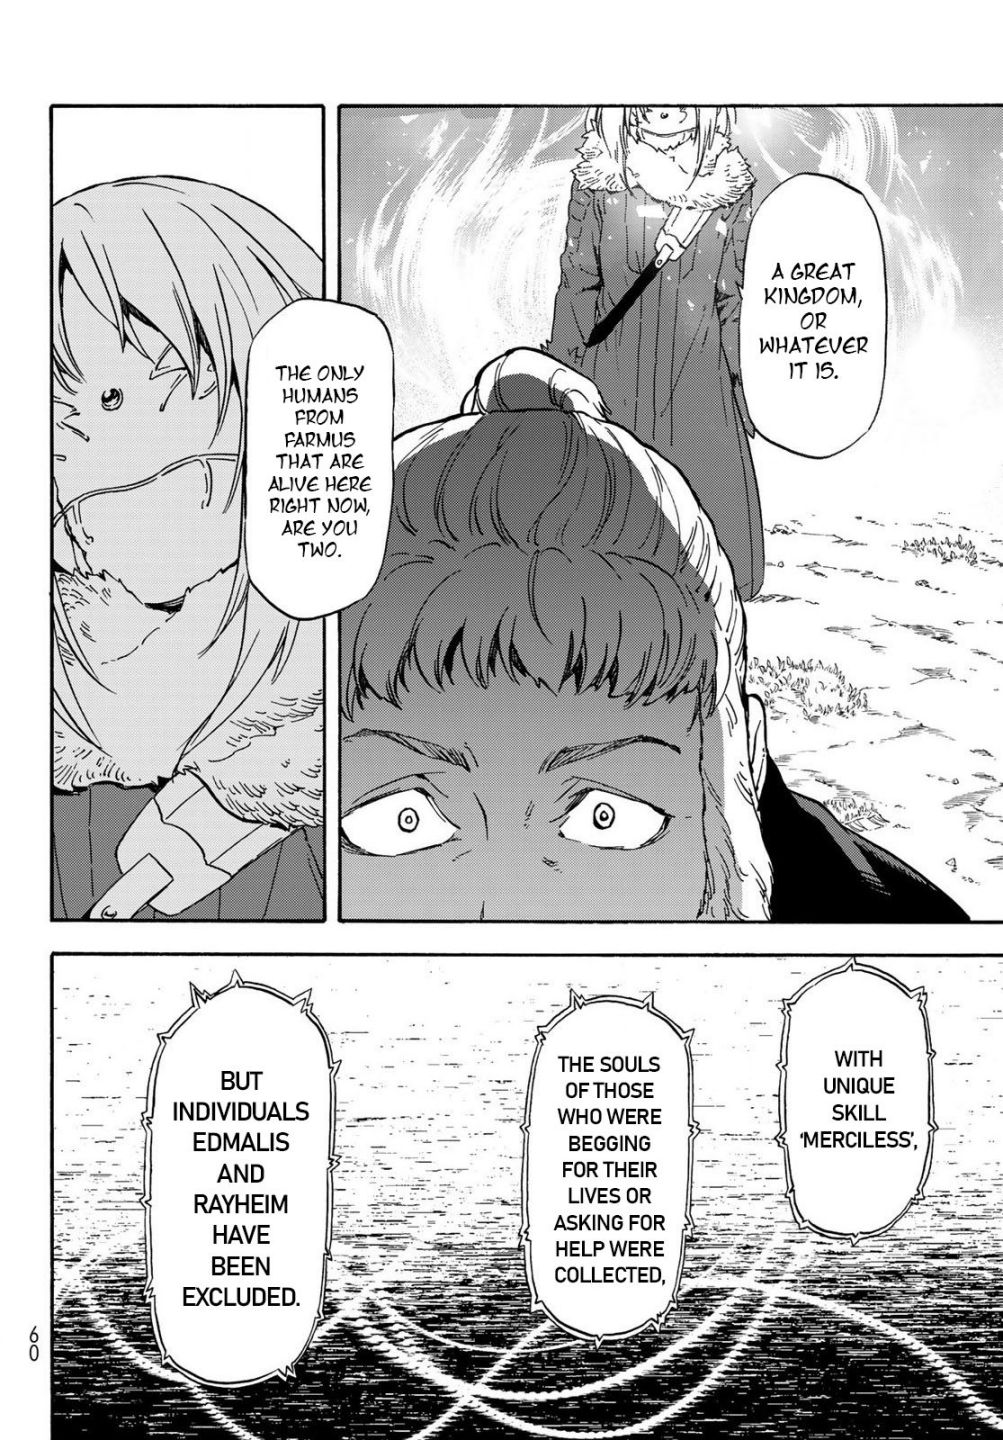 A GREAT
KINGDOM,
OR
WHATEVER
IT IS.
THE ONLY
HUMANS
FROM
FARMUS
THAT ARE
ALIVE HERE
RIGHT NOW,
ARE YOU
TWO.
WITH
UNIQUE
SKILL
'MERCILESS',
THE SOULS
OF THOSE
WHO WERE
BEGGING
FOR THEIR
LIVES OR
ASKING FOR
HELP WERE
COLLECTED,
BUT
INDIVIDUALS
EDMALIS
AND
RAYHEIM
HAVE
BEEN
EXCLUDED.
60